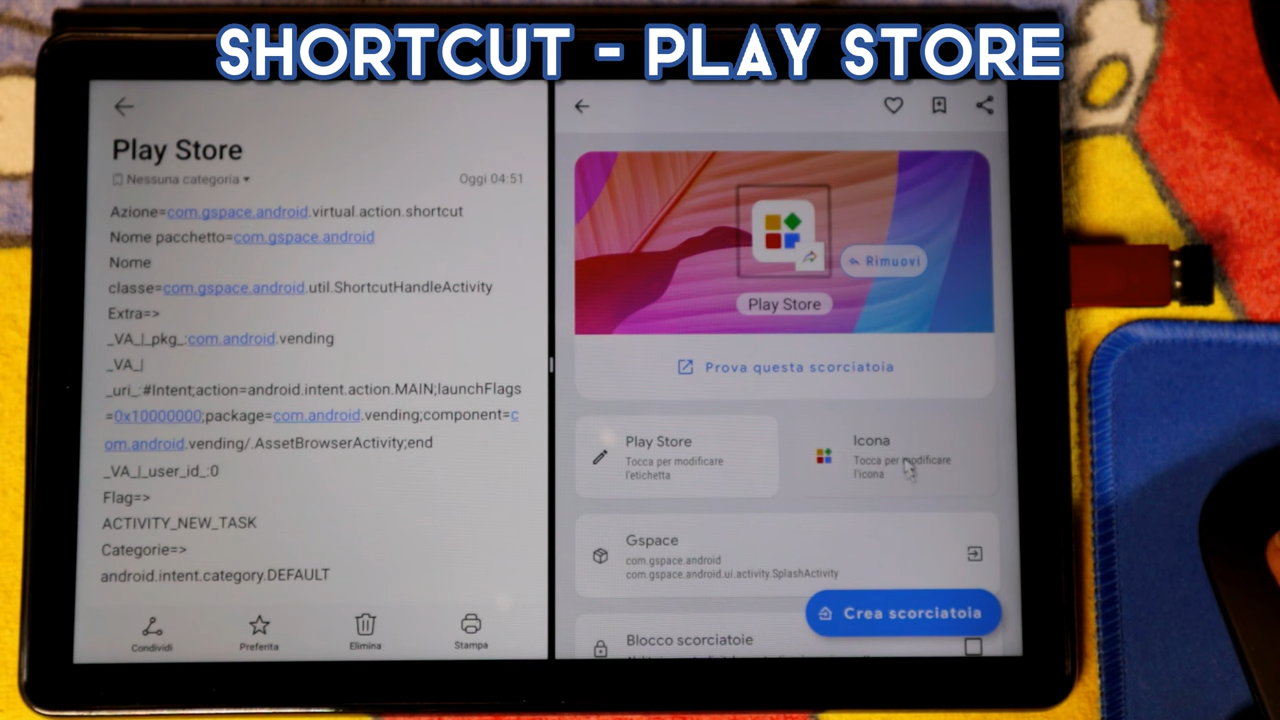 SHORTCUT - PLAY STORE
Play Store
Nessuna categoria
Oggi 04:51
Azione=com.gspace.android.virtual.action.shortcut
Nome pacchetto=com.gspace.android
Nome
classe=com.gspace.android.util.ShortcutHandleActivity
Extra=>
_VA_|_pkg_:com.android.vending
_VA_|
_uri_:#Intent;action=android.intent.action.MAIN;launchFlags
=0x10000000;package=com.android.vending;component=c
om.android.vending/.AssetBrowserActivity;end
_VA_|_user_id_:0
Flag=>
ACTIVITY_NEW_TASK
Categorie=>
android.intent.category.DEFAULT
Condividi
Preferita
Elimina
Stampa
Rimuovi
Play Store
Prova questa scorciatoia
Play Store
Tocca per modificare
l'etichetta
Icona
Tocca per modificare
l'icona
Gspace
com.gspace.android
com.gspace.android.ui.activity.SplashActivity
Crea scorciatoia
Blocco scorciatoie